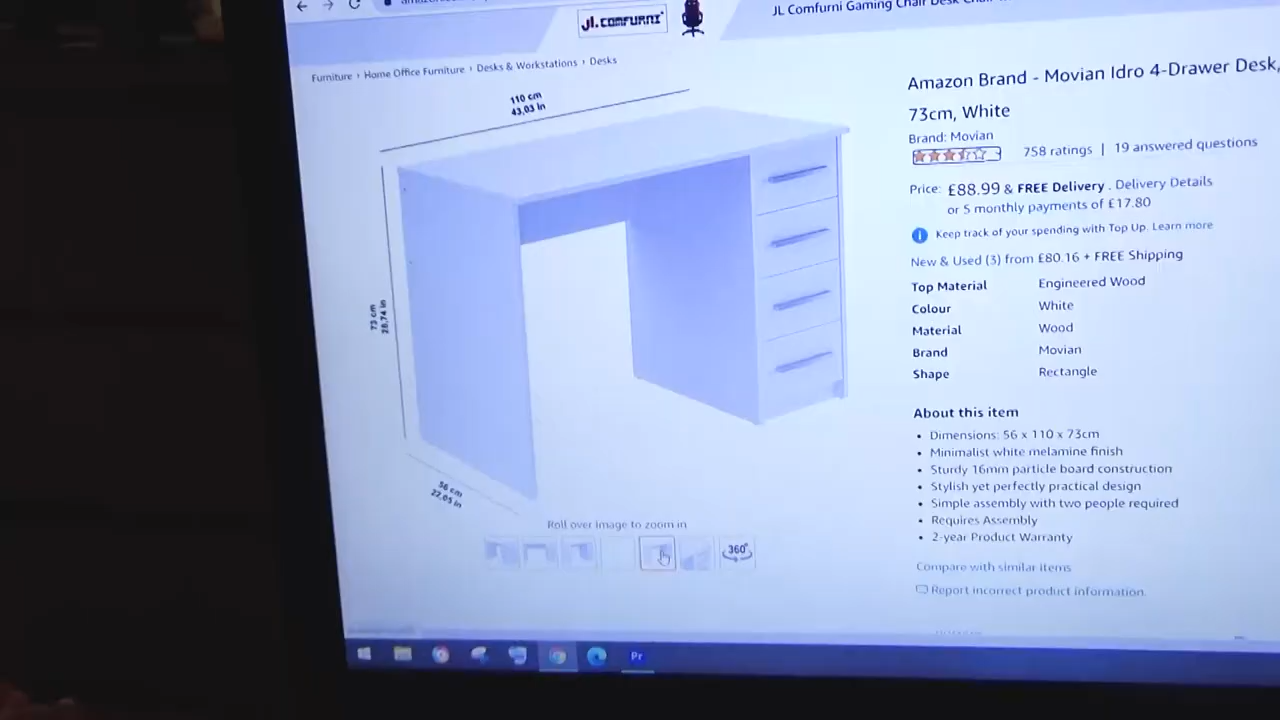 JL.COMFURNI
JL Comfurni Gaming Chair Desk Chair
Furniture › Home Office Furniture › Desks & Workstations › Desks
110 cm
43,03 in
73 cm
28,74 in
56 cm
22,05 in
Roll over image to zoom in
360°
Amazon Brand - Movian Idro 4-Drawer Desk,
73cm, White
Brand: Movian
758 ratings | 19 answered questions
Price: £88.99 & FREE Delivery . Delivery Details
or 5 monthly payments of £17.80
i Keep track of your spending with Top Up. Learn more
New & Used (3) from £80.16 + FREE Shipping
Top Material Engineered Wood
Colour White
Material Wood
Brand Movian
Shape Rectangle
About this item
• Dimensions: 56 x 110 x 73cm
• Minimalist white melamine finish
• Sturdy 16mm particle board construction
• Stylish yet perfectly practical design
• Simple assembly with two people required
• Requires Assembly
• 2-year Product Warranty
Compare with similar items
Report incorrect product information.
Pr